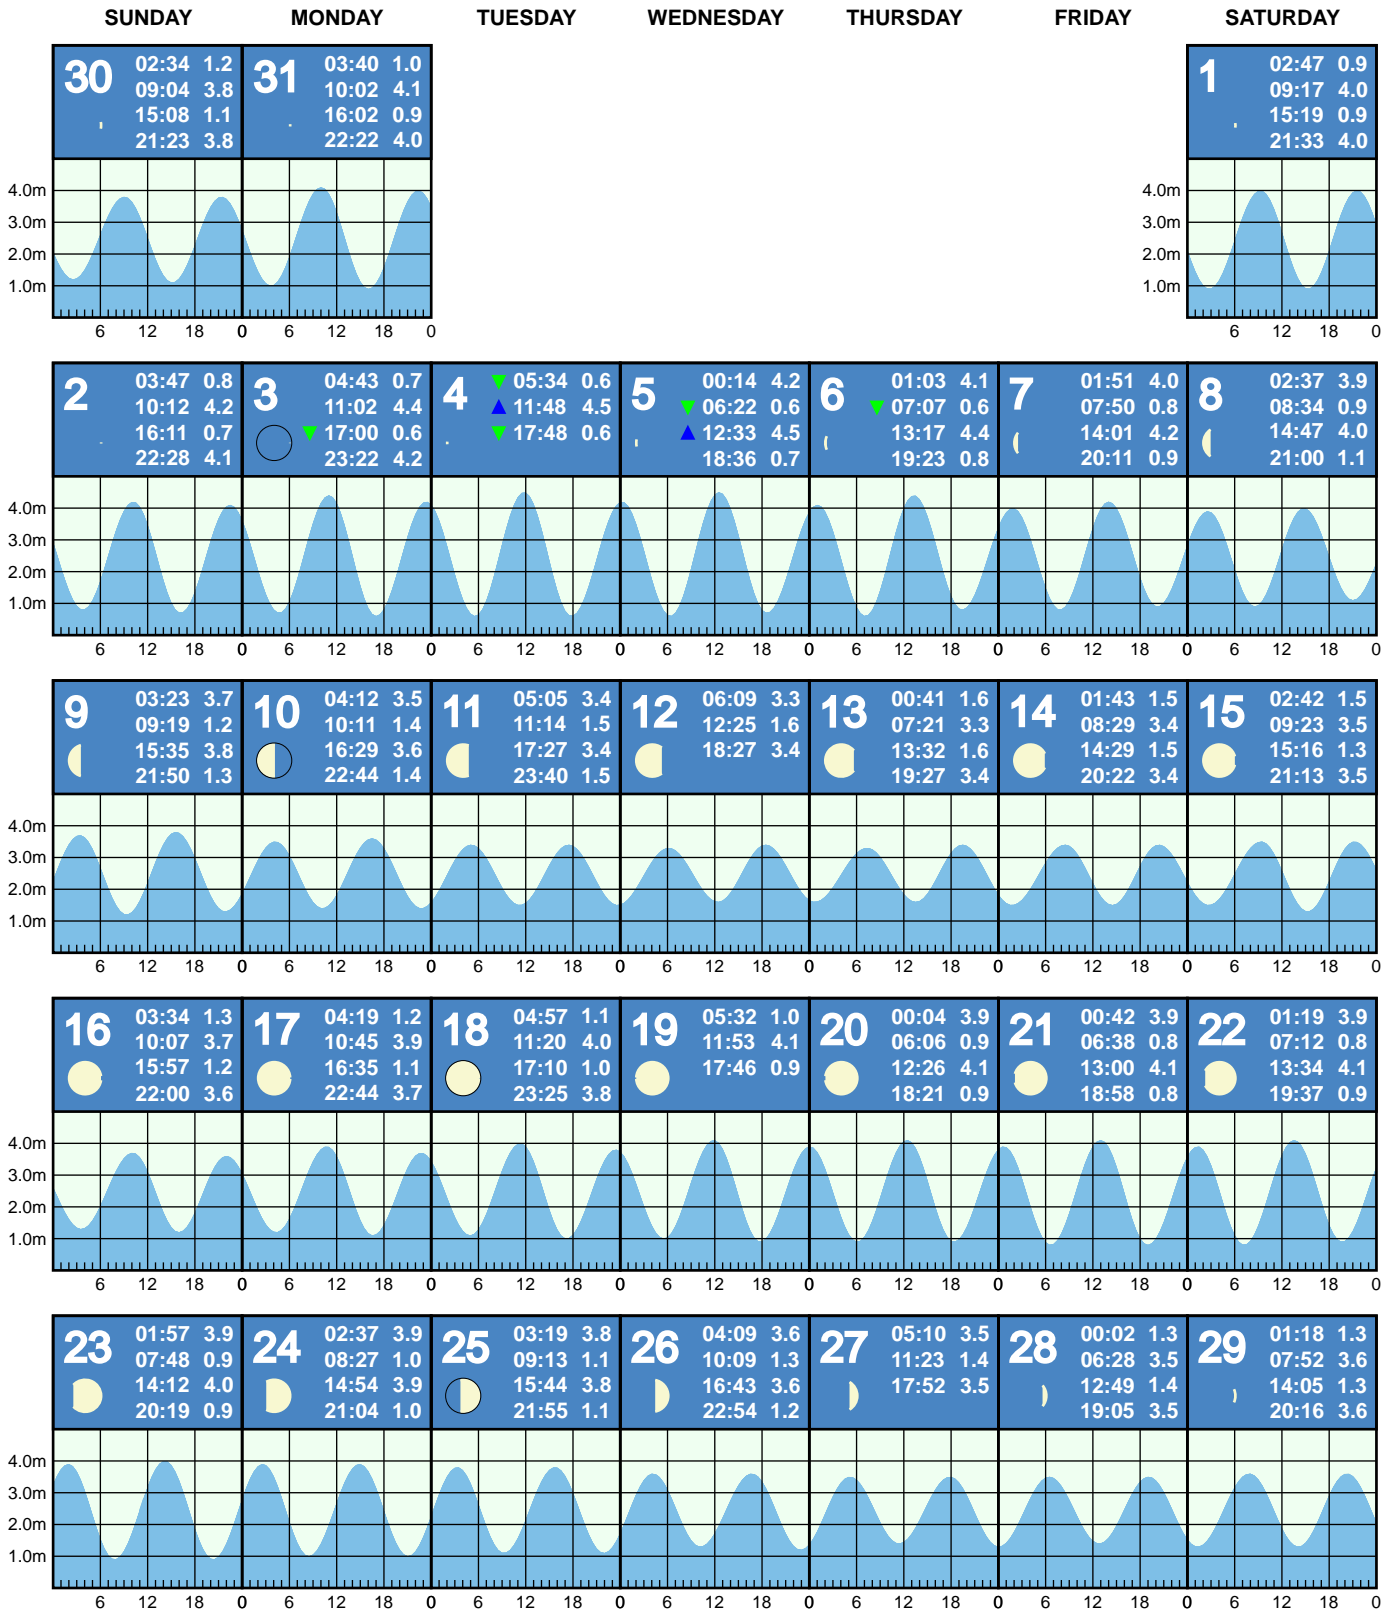 SUNDAY MONDAY TUESDAY WEDNESDAY THURSDAY FRIDAY SATURDAY
30 02:34 1.2
09:04 3.8
15:08 1.1
21:23 3.8
31 03:40 1.0
10:02 4.1
16:02 0.9
22:22 4.0
1 02:47 0.9
09:17 4.0
15:19 0.9
21:33 4.0
4.0m 4.0m
3.0m 3.0m
2.0m 2.0m
1.0m 1.0m
6 12 18 0 6 12 18 0 6 12 18 0
2 03:47 0.8
10:12 4.2
16:11 0.7
22:28 4.1
3 04:43 0.7
11:02 4.4
17:00 0.6
23:22 4.2
4 05:34 0.6
11:48 4.5
17:48 0.6
5 00:14 4.2
06:22 0.6
12:33 4.5
18:36 0.7
6 01:03 4.1
07:07 0.6
13:17 4.4
19:23 0.8
7 01:51 4.0
07:50 0.8
14:01 4.2
20:11 0.9
8 02:37 3.9
08:34 0.9
14:47 4.0
21:00 1.1
4.0m
3.0m
2.0m
1.0m
6 12 18 0 6 12 18 0 6 12 18 0 6 12 18 0 6 12 18 0 6 12 18 0 6 12 18 0
9 03:23 3.7
09:19 1.2
15:35 3.8
21:50 1.3
10 04:12 3.5
10:11 1.4
16:29 3.6
22:44 1.4
11 05:05 3.4
11:14 1.5
17:27 3.4
23:40 1.5
12 06:09 3.3
12:25 1.6
18:27 3.4
13 00:41 1.6
07:21 3.3
13:32 1.6
19:27 3.4
14 01:43 1.5
08:29 3.4
14:29 1.5
20:22 3.4
15 02:42 1.5
09:23 3.5
15:16 1.3
21:13 3.5
4.0m
3.0m
2.0m
1.0m
6 12 18 0 6 12 18 0 6 12 18 0 6 12 18 0 6 12 18 0 6 12 18 0 6 12 18 0
16 03:34 1.3
10:07 3.7
15:57 1.2
22:00 3.6
17 04:19 1.2
10:45 3.9
16:35 1.1
22:44 3.7
18 04:57 1.1
11:20 4.0
17:10 1.0
23:25 3.8
19 05:32 1.0
11:53 4.1
17:46 0.9
20 00:04 3.9
06:06 0.9
12:26 4.1
18:21 0.9
21 00:42 3.9
06:38 0.8
13:00 4.1
18:58 0.8
22 01:19 3.9
07:12 0.8
13:34 4.1
19:37 0.9
4.0m
3.0m
2.0m
1.0m
6 12 18 0 6 12 18 0 6 12 18 0 6 12 18 0 6 12 18 0 6 12 18 0 6 12 18 0
23 01:57 3.9
07:48 0.9
14:12 4.0
20:19 0.9
24 02:37 3.9
08:27 1.0
14:54 3.9
21:04 1.0
25 03:19 3.8
09:13 1.1
15:44 3.8
21:55 1.1
26 04:09 3.6
10:09 1.3
16:43 3.6
22:54 1.2
27 05:10 3.5
11:23 1.4
17:52 3.5
28 00:02 1.3
06:28 3.5
12:49 1.4
19:05 3.5
29 01:18 1.3
07:52 3.6
14:05 1.3
20:16 3.6
4.0m
3.0m
2.0m
1.0m
6 12 18 0 6 12 18 0 6 12 18 0 6 12 18 0 6 12 18 0 6 12 18 0 6 12 18 0